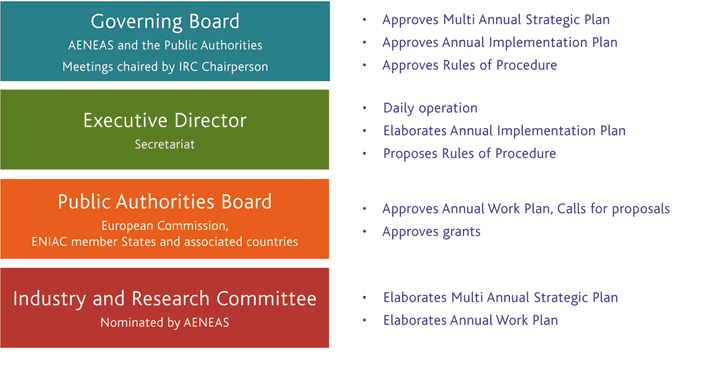 Governing Board
AENEAS and the Public Authorities
Meetings chaired by IRC Chairperson
• Approves Multi Annual Strategic Plan
• Approves Annual Implementation Plan
• Approves Rules of Procedure
Executive Director
Secretariat
• Daily operation
• Elaborates Annual Implementation Plan
• Proposes Rules of Procedure
Public Authorities Board
European Commission,
ENIAC member States and associated countries
• Approves Annual Work Plan, Calls for proposals
• Approves grants
Industry and Research Committee
Nominated by AENEAS
• Elaborates Multi Annual Strategic Plan
• Elaborates Annual Work Plan